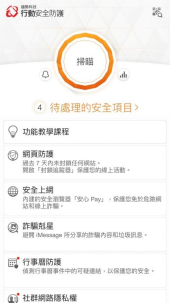 趨勢科技
行動安全防護
掃瞄
4 待處理的安全項目>
功能教學課程
網頁防護
過去 7 天內未封鎖任何網站。
開啟「封鎖追蹤器」保護您的線上活動。
安全上網
內建的安全瀏覽器「安心 Pay」，保護您免於危險網
站和線上詐騙。
詐騙剋星
避開 iMessage 所分享的詐騙內容和垃圾訊息。
行事曆防護
偵測行事曆事件中的可疑連結，以保護您的安全。
社群網路隱私權